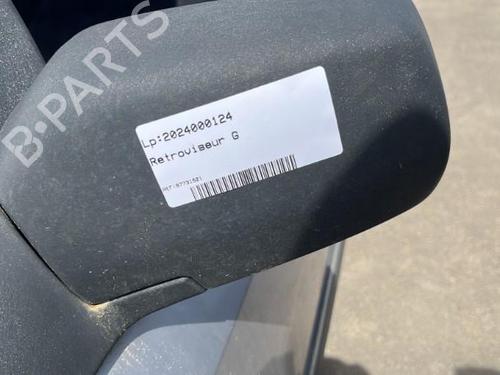 B-PARTS
Lp:2024000124
Retroviseur G